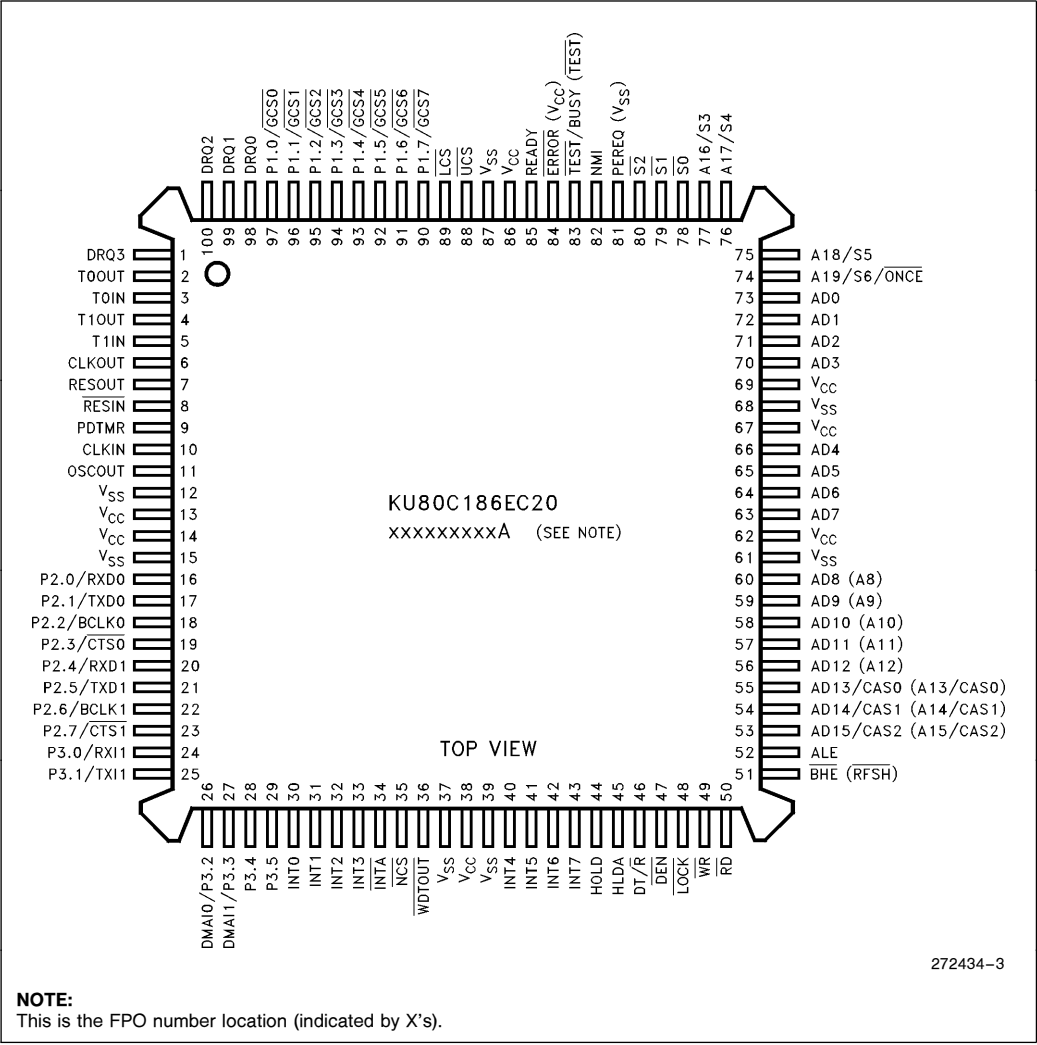 DRQ2
DRQ1
DRQ0
P1.0/GCS0
P1.1/GCS1
P1.2/GCS2
P1.3/GCS3
P1.4/GCS4
P1.5/GCS5
P1.6/GCS6
P1.7/GCS7
LCS
UCS
VSS
VCC
READY
ERROR (VCC)
TEST/BUSY (TEST)
NMI
PEREQ (VSS)
S2
S1
S0
A16/S3
A17/S4
100 99 98 97 96 95 94 93 92 91 90 89 88 87 86 85 84 83 82 81 80 79 78 77 76
DRQ3 1
T0OUT 2
T0IN 3
T1OUT 4
T1IN 5
CLKOUT 6
RESOUT 7
RESIN 8
PDTMR 9
CLKIN 10
OSCOUT 11
VSS 12
VCC 13
VCC 14
VSS 15
P2.0/RXD0 16
P2.1/TXD0 17
P2.2/BCLK0 18
P2.3/CTS0 19
P2.4/RXD1 20
P2.5/TXD1 21
P2.6/BCLK1 22
P2.7/CTS1 23
P3.0/RXI1 24
P3.1/TXI1 25
KU80C186EC20
XXXXXXXXXA (SEE NOTE)
TOP VIEW
75 A18/S5
74 A19/S6/ONCE
73 AD0
72 AD1
71 AD2
70 AD3
69 VCC
68 VSS
67 VCC
66 AD4
65 AD5
64 AD6
63 AD7
62 VCC
61 VSS
60 AD8 (A8)
59 AD9 (A9)
58 AD10 (A10)
57 AD11 (A11)
56 AD12 (A12)
55 AD13/CAS0 (A13/CAS0)
54 AD14/CAS1 (A14/CAS1)
53 AD15/CAS2 (A15/CAS2)
52 ALE
51 BHE (RFSH)
26 27 28 29 30 31 32 33 34 35 36 37 38 39 40 41 42 43 44 45 46 47 48 49 50
DMAI0/P3.2
DMAI1/P3.3
P3.4
P3.5
INT0
INT1
INT2
INT3
INTA
NCS
WDTOUT
VSS
VCC
VSS
INT4
INT5
INT6
INT7
HOLD
HLDA
DT/R
DEN
LOCK
WR
RD
272434–3
NOTE:
This is the FPO number location (indicated by X's).